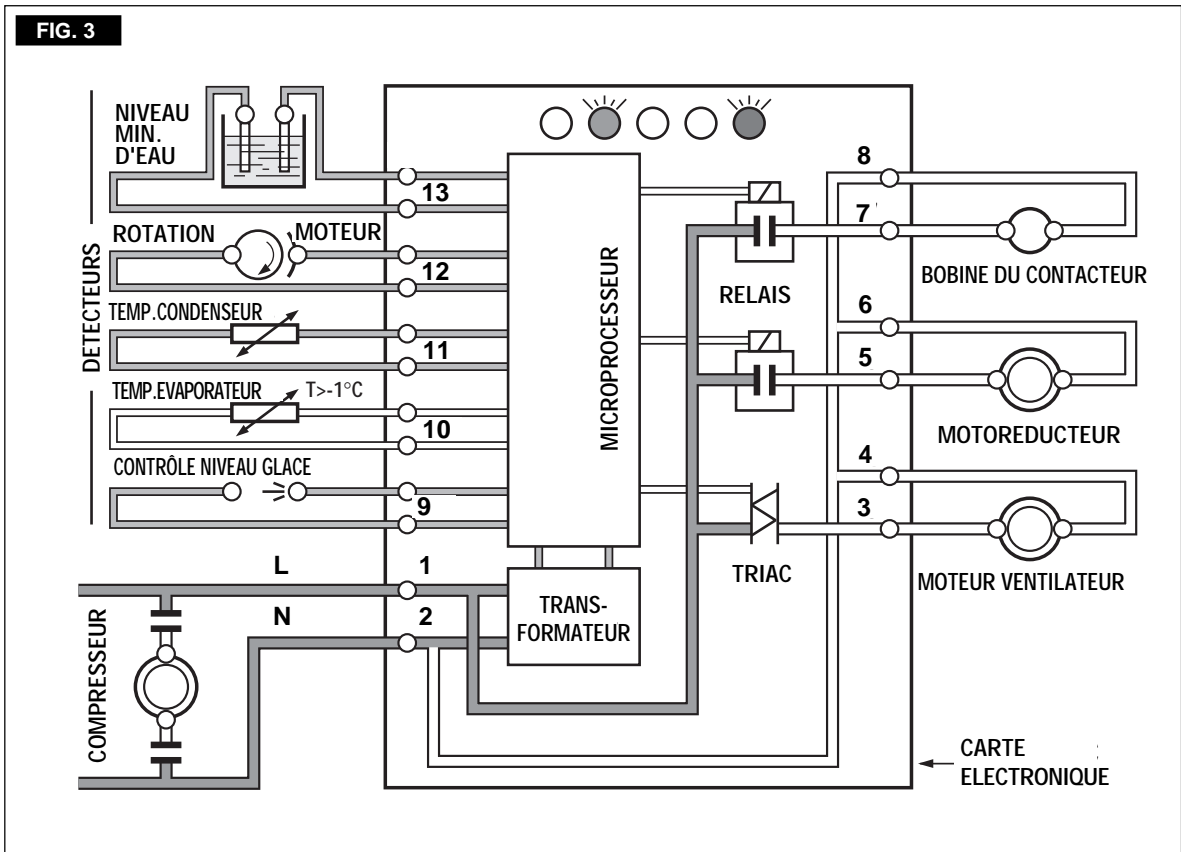 FIG. 3
NIVEAU
MIN.
D'EAU
13
ROTATION
MOTEUR
12
TEMP.CONDENSEUR
11
TEMP.EVAPORATEUR
T>-1°C
10
CONTRÔLE NIVEAU GLACE
9
DETECTEURS
L
1
N
2
COMPRESSEUR
MICROPROCESSEUR
TRANS-
FORMATEUR
RELAIS
TRIAC
8
7
BOBINE DU CONTACTEUR
6
5
MOTOREDUCTEUR
4
3
MOTEUR VENTILATEUR
CARTE
ELECTRONIQUE